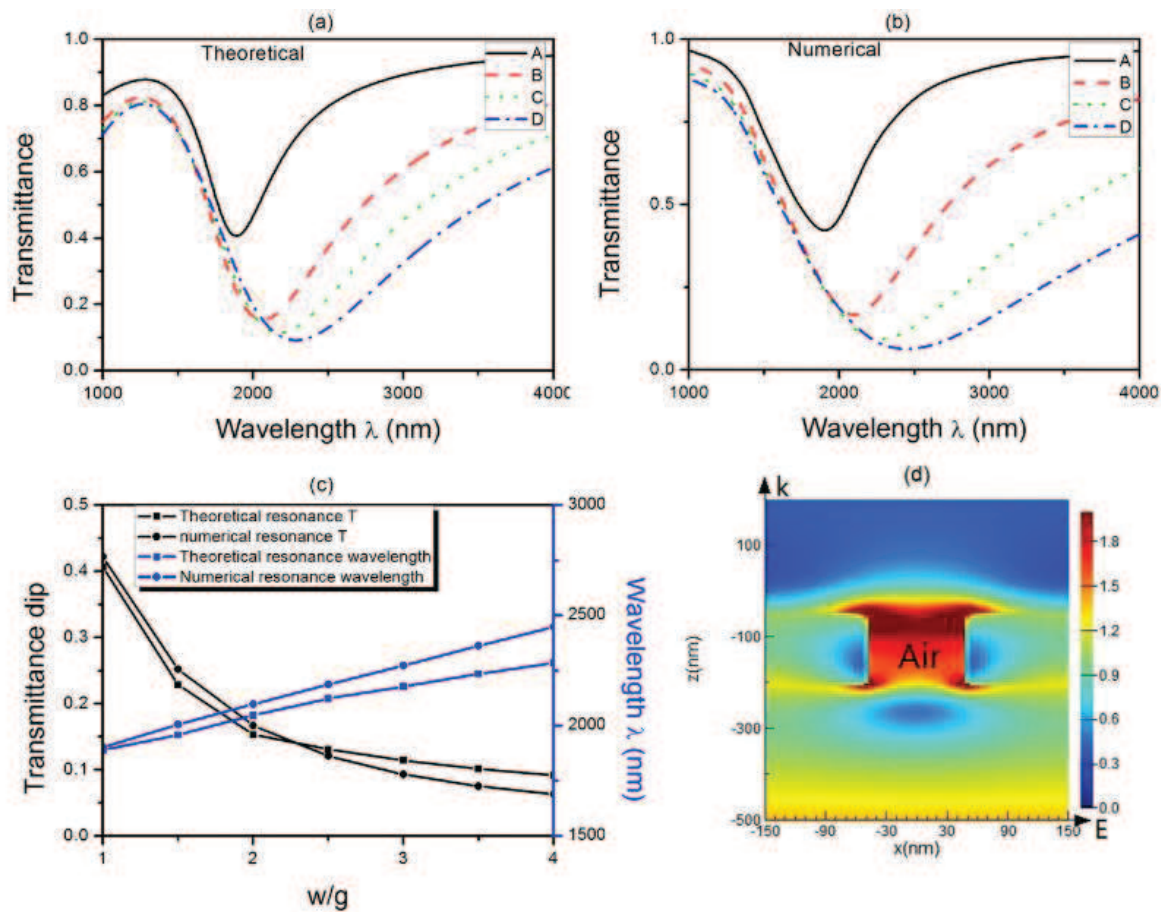 (a)
Theoretical
A
B
C
D
1.0
0.8
0.6
0.4
0.2
0.0
Transmittance
1000
2000
3000
4000
Wavelength λ (nm)
(b)
Numerical
A
B
C
D
1.0
0.5
0.0
Transmittance
1000
2000
3000
4000
Wavelength λ (nm)
(c)
Theoretical resonance T
numerical resonance T
Theoretical resonance wavelength
Numerical resonance wavelength
0.5
0.4
0.3
0.2
0.1
0.0
Transmittance dip
3000
2500
2000
1500
Wavelength λ (nm)
1
2
3
4
w/g
(d)
k
100
-100
-300
-500
z(nm)
Air
1.8
1.5
1.2
0.9
0.6
0.3
0.0
-150
-90
-30
30
90
150
E
x(nm)